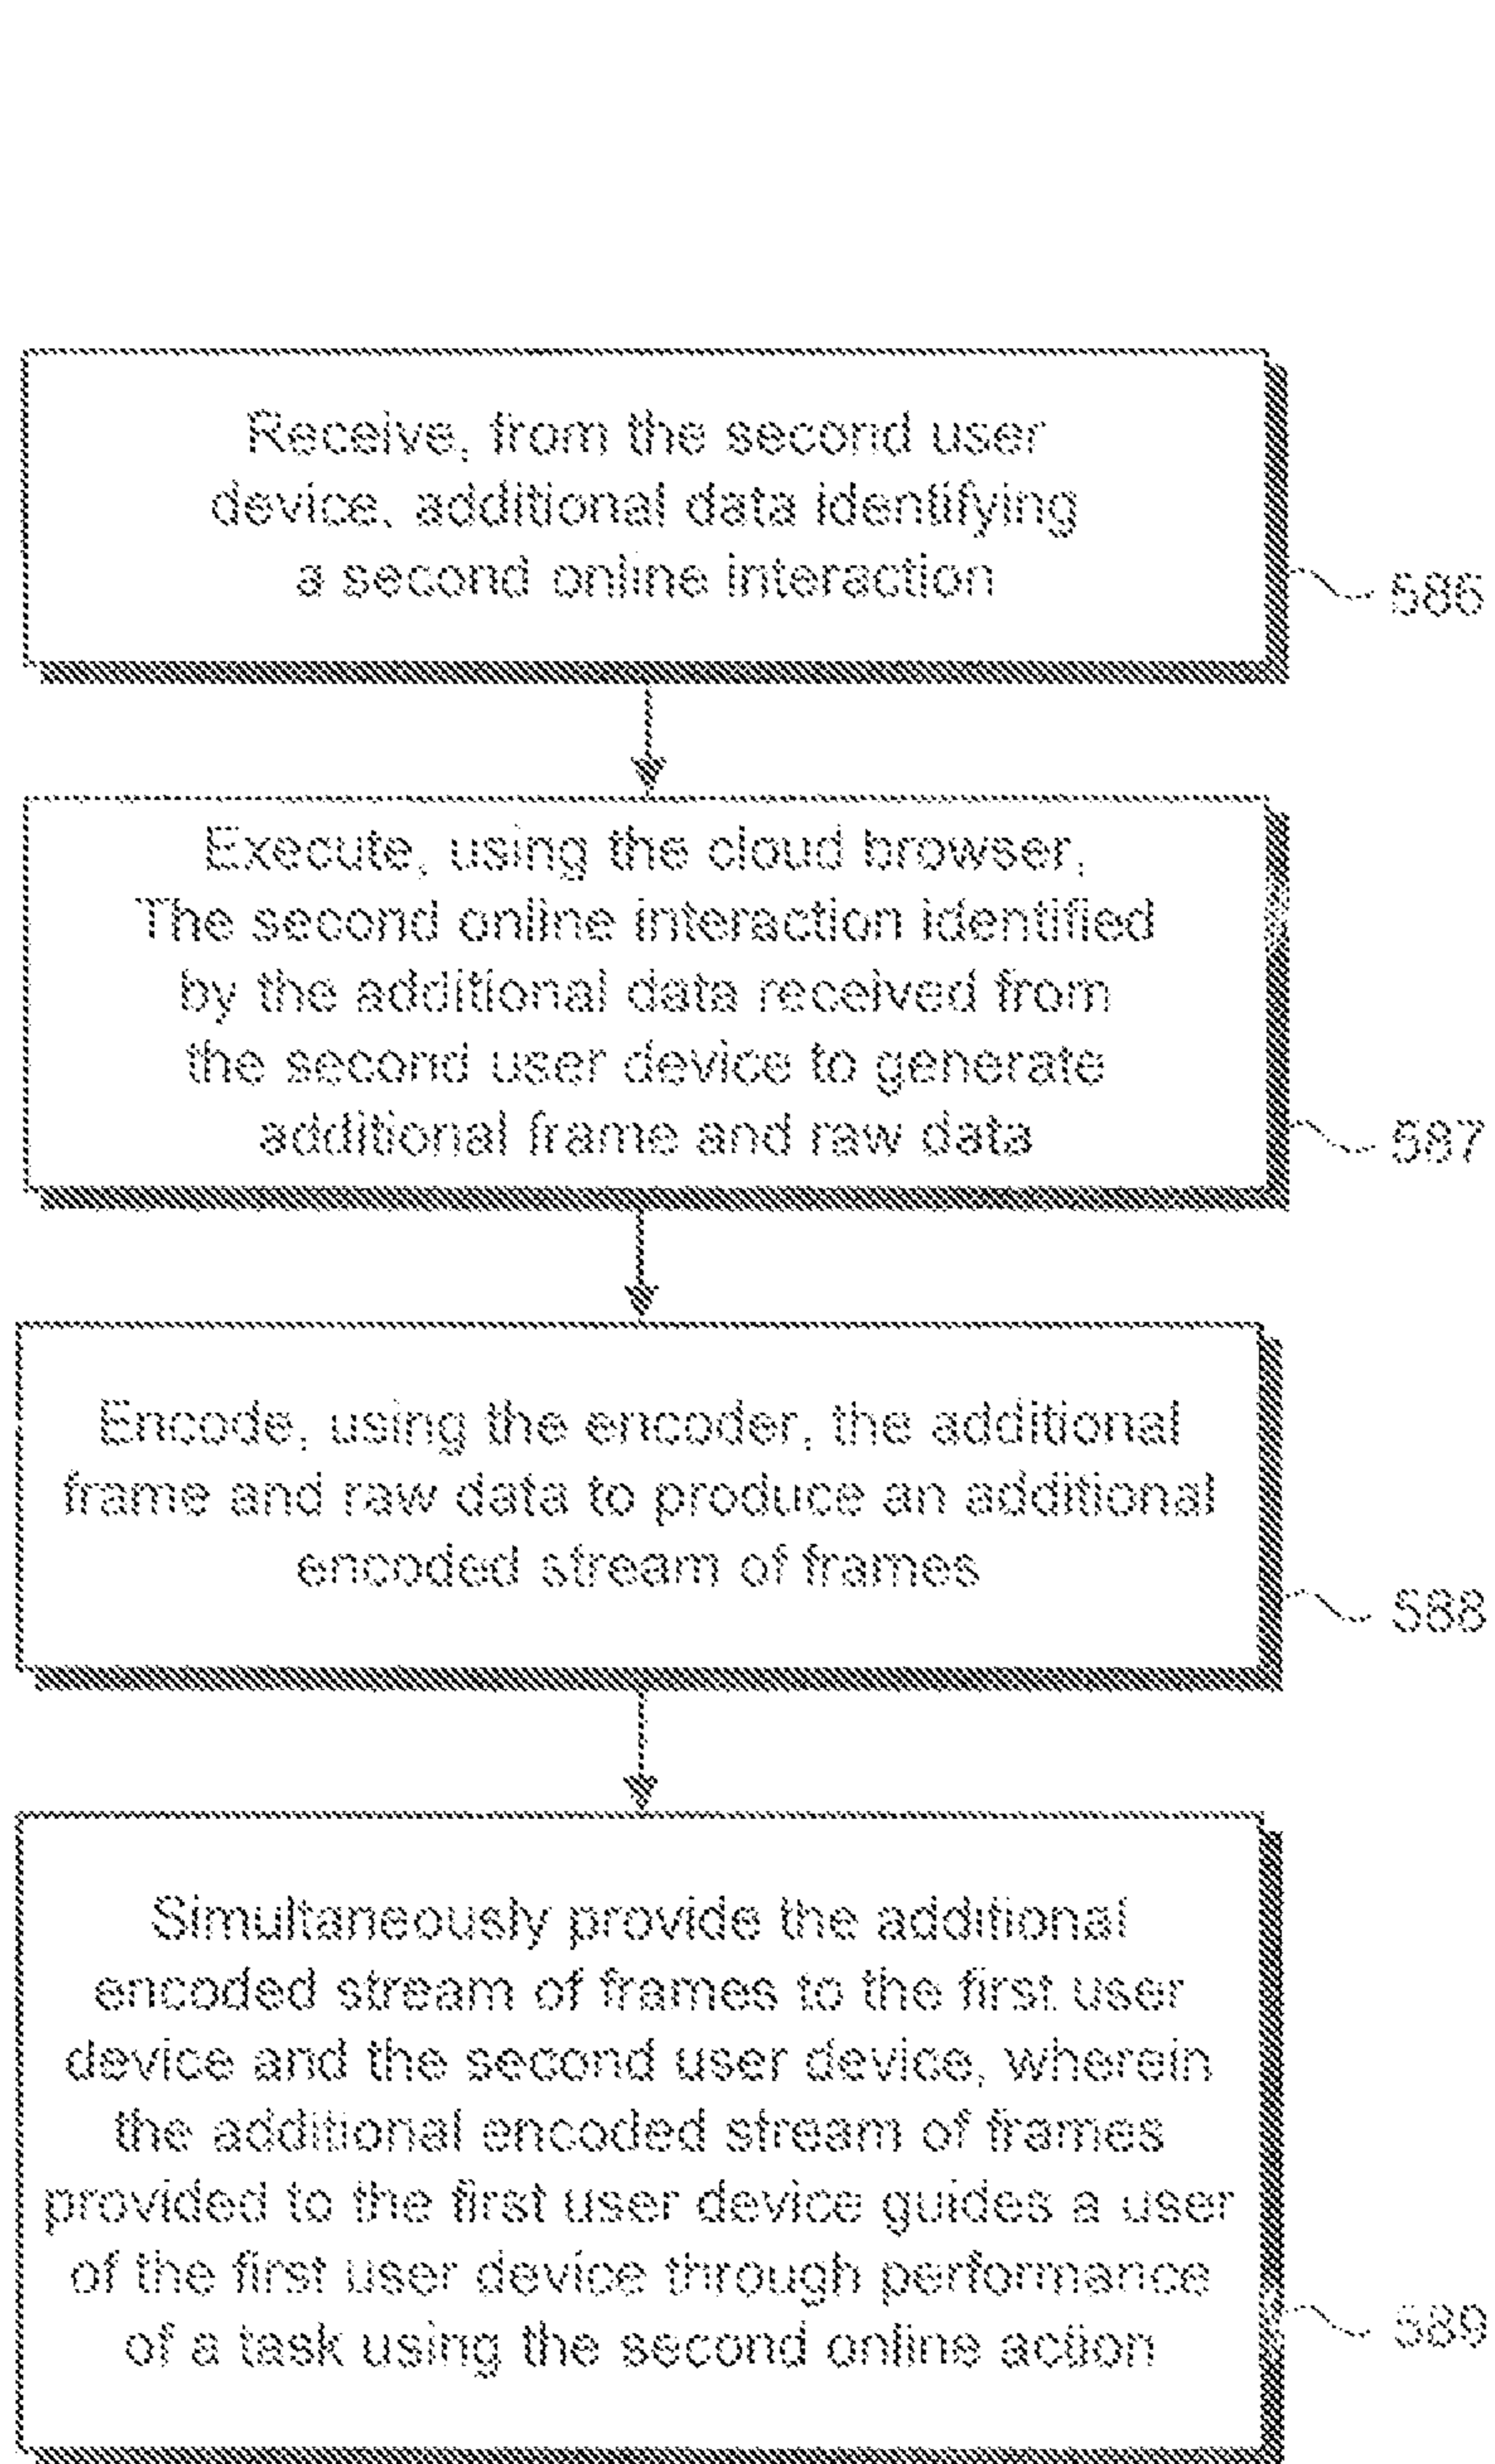 Receive, from the second user
device, additional data identifying
a second online interaction
586
Execute, using the cloud browser,
The second online interaction identified
by the additional data received from
the second user device to generate
additional frame and raw data
587
Encode, using the encoder, the additional
frame and raw data to produce an additional
encoded stream of frames
588
Simultaneously provide the additional
encoded stream of frames to the first user
device and the second user device, wherein
the additional encoded stream of frames
provided to the first user device guides a user
of the first user device through performance
of a task using the second online action
589